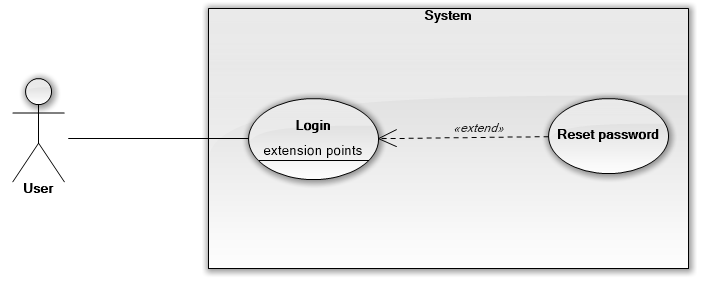 System
User
Login
extension points
«extend»
Reset password